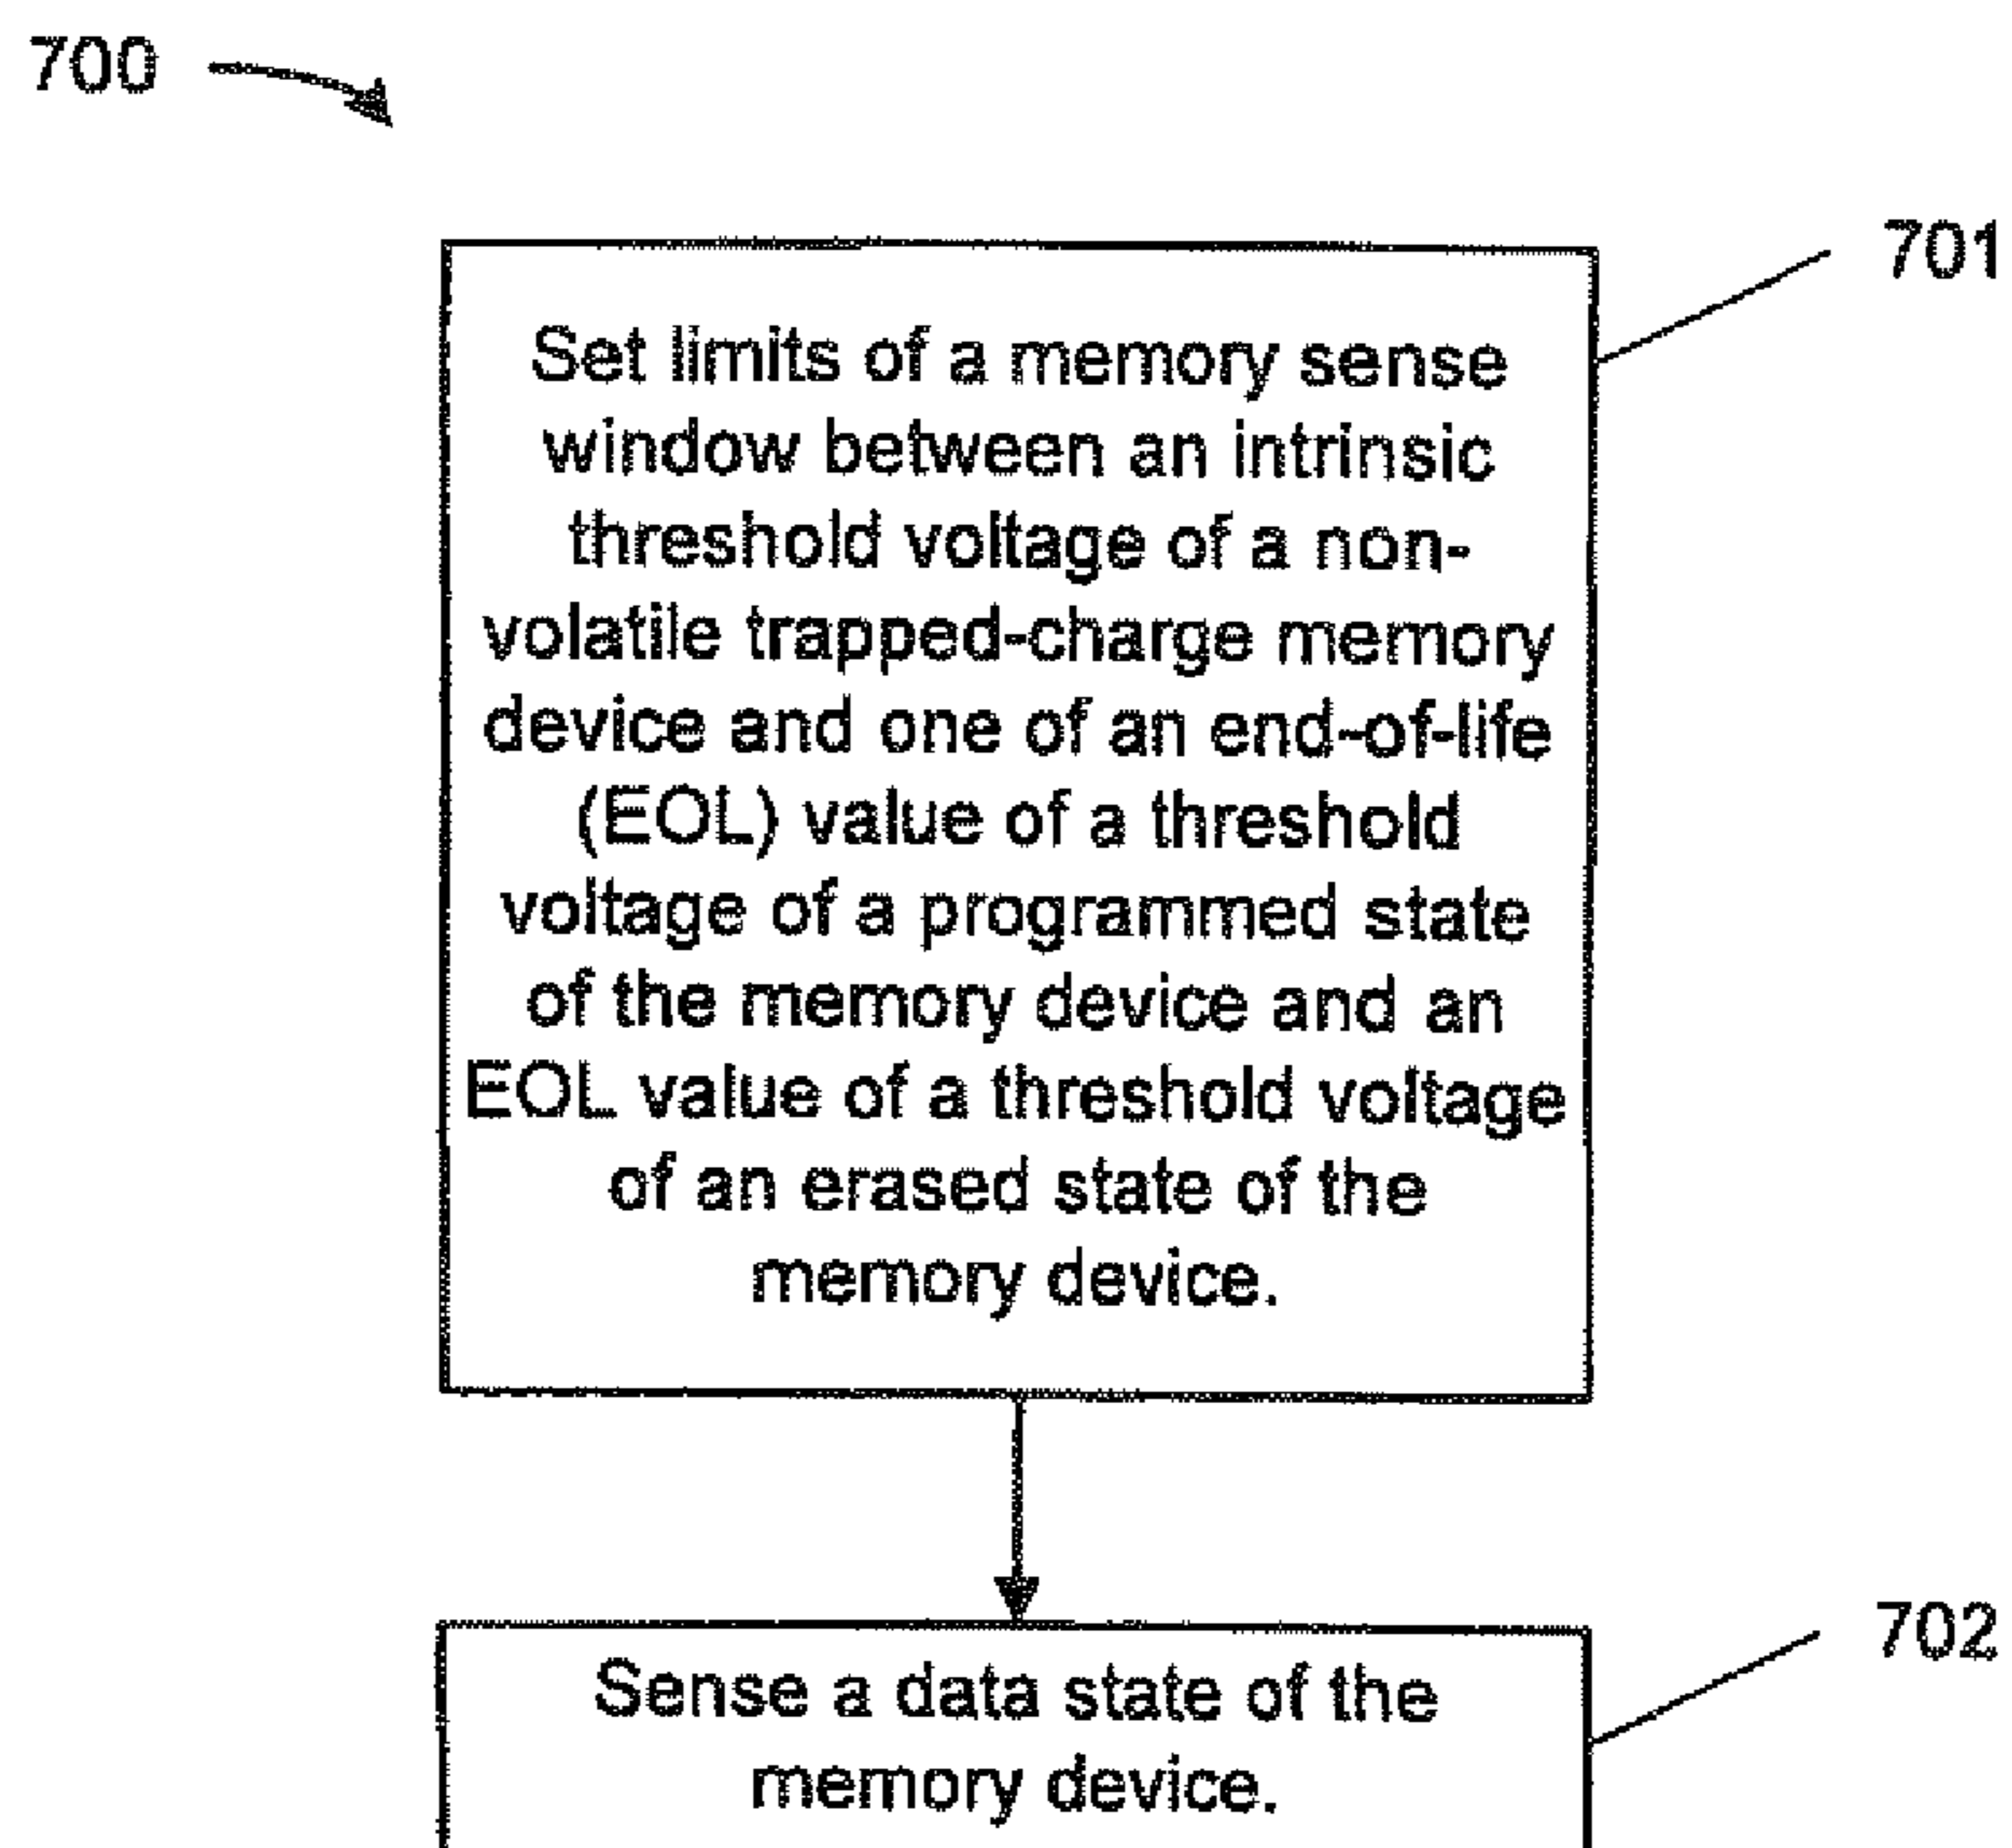 700
701
Set limits of a memory sense
window between an intrinsic
threshold voltage of a non-
volatile trapped-charge memory
device and one of an end-of-life
(EOL) value of a threshold
voltage of a programmed state
of the memory device and an
EOL value of a threshold voltage
of an erased state of the
memory device.
702
Sense a data state of the
memory device.